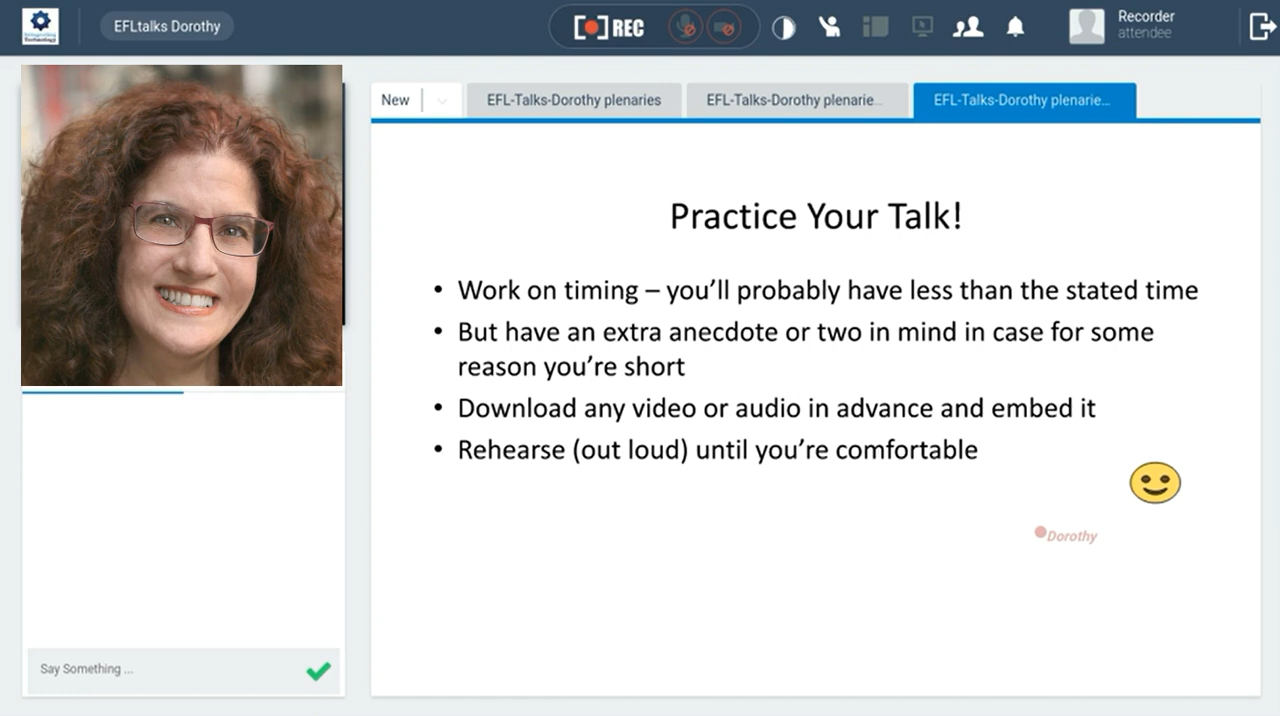 EFLtalks Dorothy
REC
Recorder
attendee
New
EFL-Talks-Dorothy plenaries
EFL-Talks-Dorothy plenarie...
EFL-Talks-Dorothy plenarie...
Practice Your Talk!
• Work on timing – you’ll probably have less than the stated time
• But have an extra anecdote or two in mind in case for some
reason you’re short
• Download any video or audio in advance and embed it
• Rehearse (out loud) until you’re comfortable
Dorothy
Say Something ...